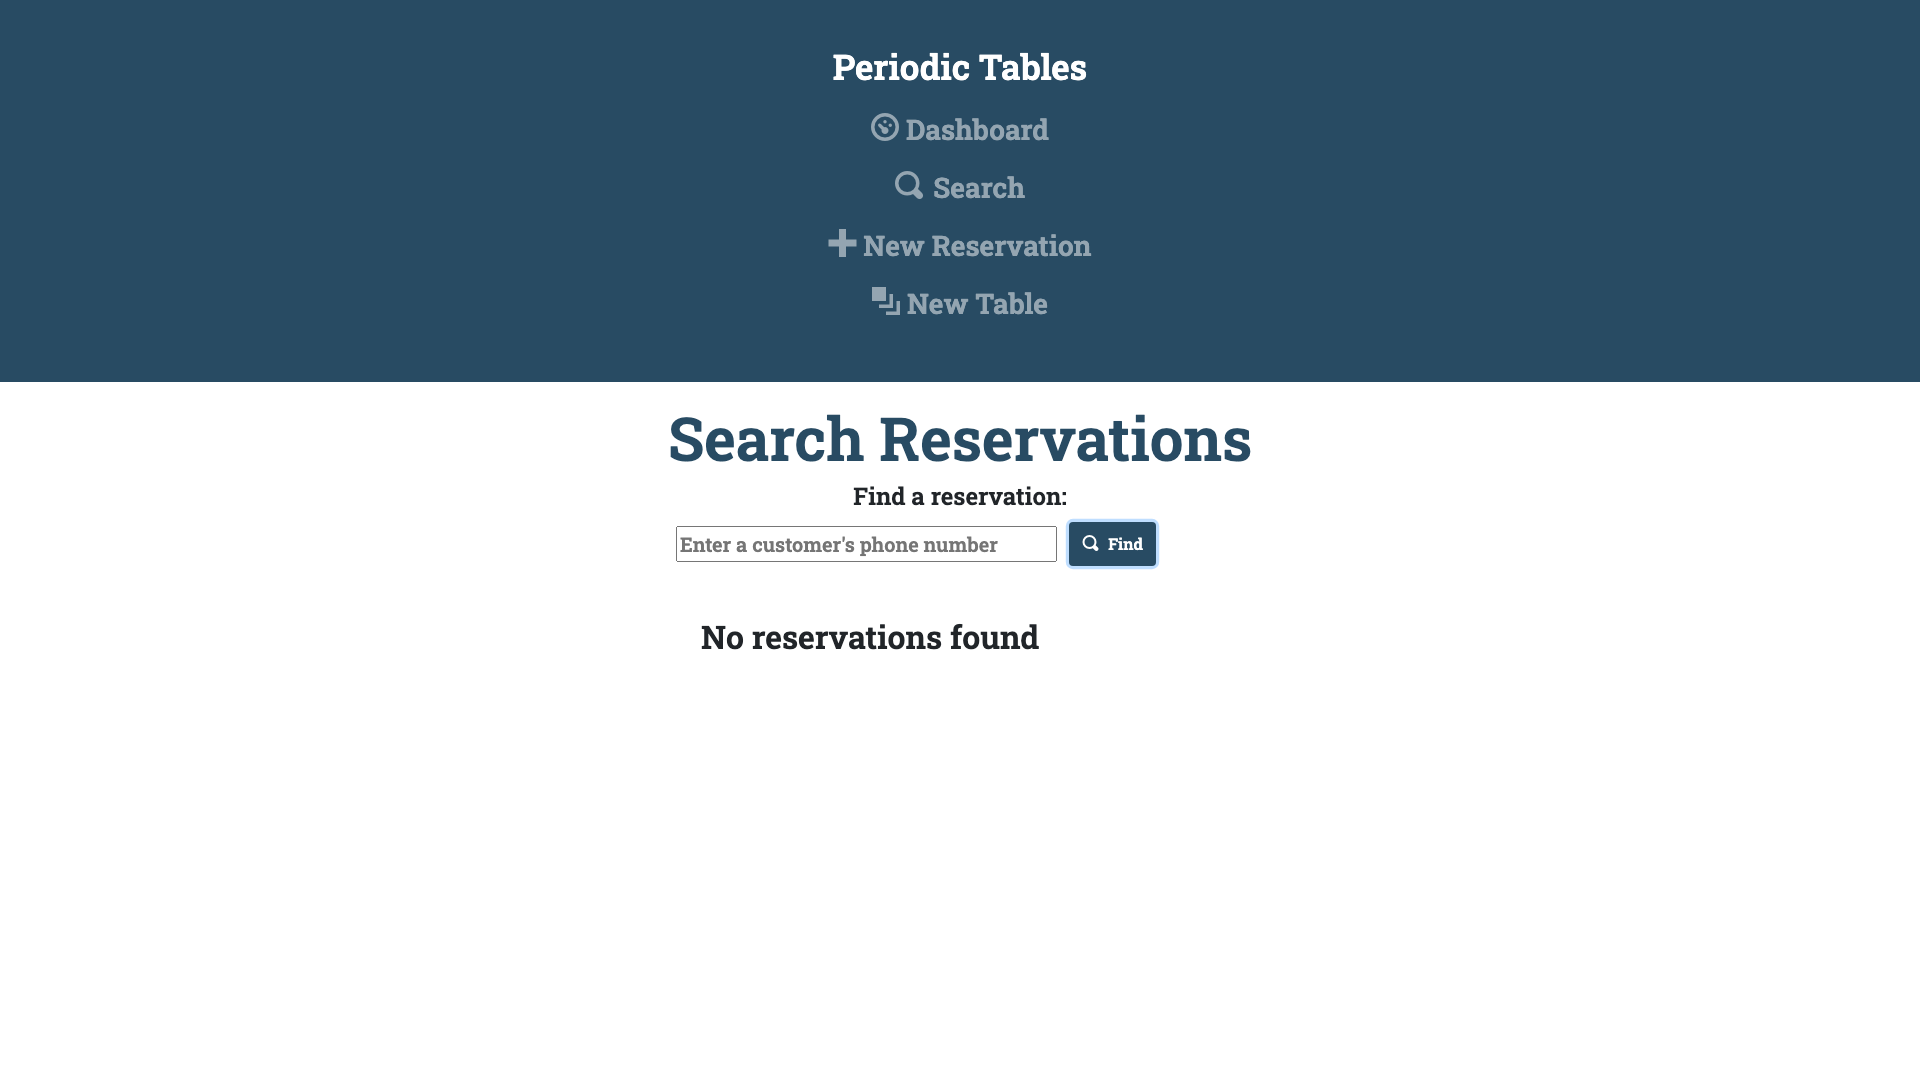 Periodic Tables
Dashboard
Search
New Reservation
New Table
Search Reservations
Find a reservation:
Enter a customer's phone number
Find
No reservations found